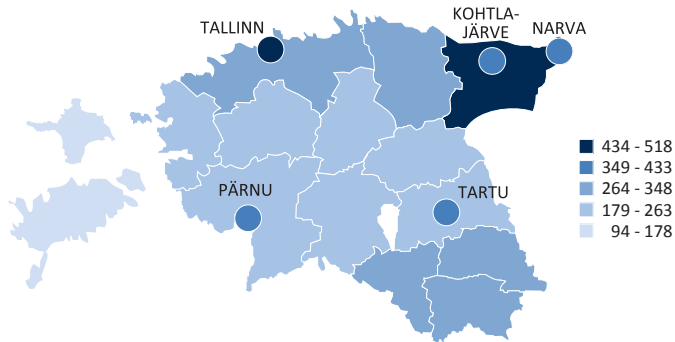 TALLINN
KOHTLA-
JÄRVE
NARVA
PÄRNU
TARTU
434 - 518
349 - 433
264 - 348
179 - 263
94 - 178